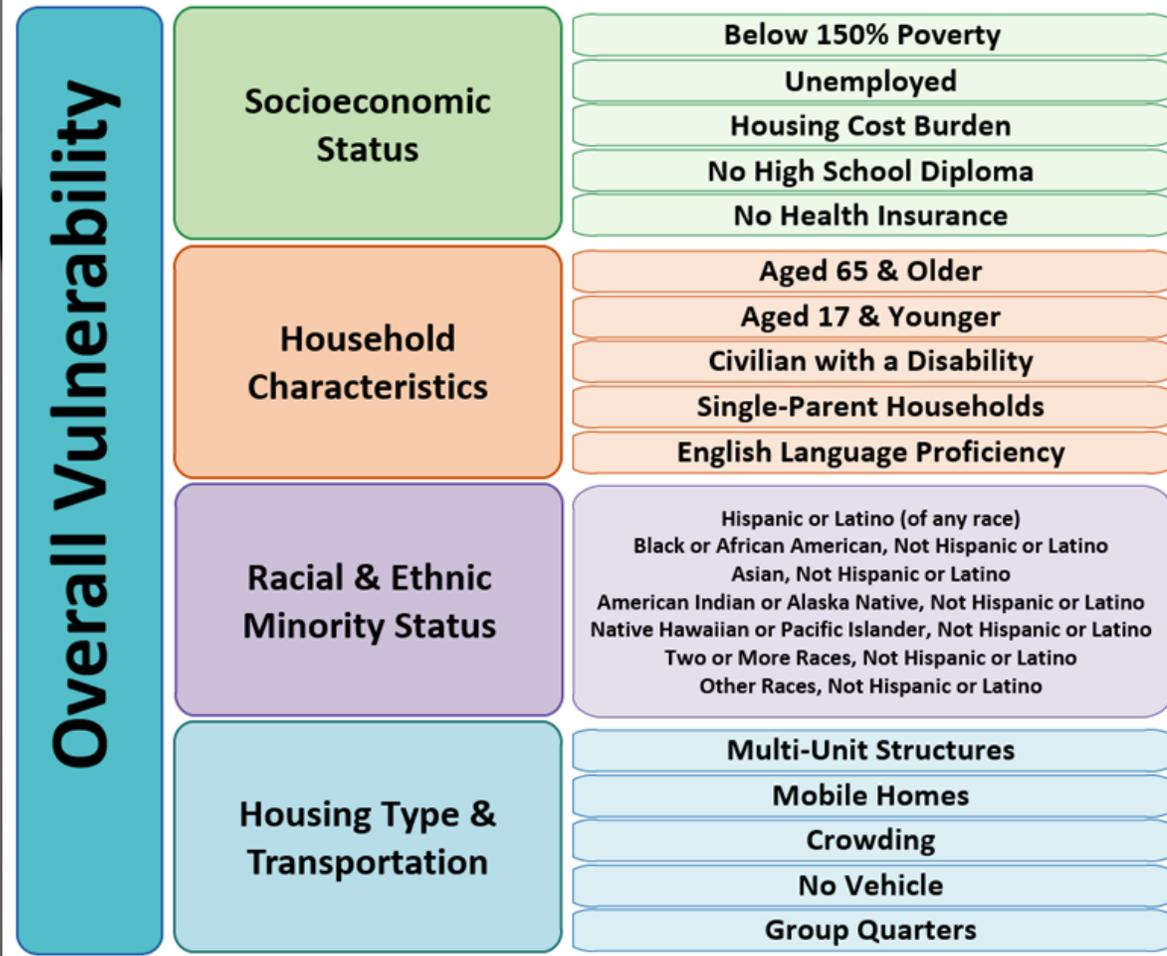 Overall Vulnerability
Socioeconomic
Status
Below 150% Poverty
Unemployed
Housing Cost Burden
No High School Diploma
No Health Insurance
Household
Characteristics
Aged 65 & Older
Aged 17 & Younger
Civilian with a Disability
Single-Parent Households
English Language Proficiency
Racial & Ethnic
Minority Status
Hispanic or Latino (of any race)
Black or African American, Not Hispanic or Latino
Asian, Not Hispanic or Latino
American Indian or Alaska Native, Not Hispanic or Latino
Native Hawaiian or Pacific Islander, Not Hispanic or Latino
Two or More Races, Not Hispanic or Latino
Other Races, Not Hispanic or Latino
Housing Type &
Transportation
Multi-Unit Structures
Mobile Homes
Crowding
No Vehicle
Group Quarters